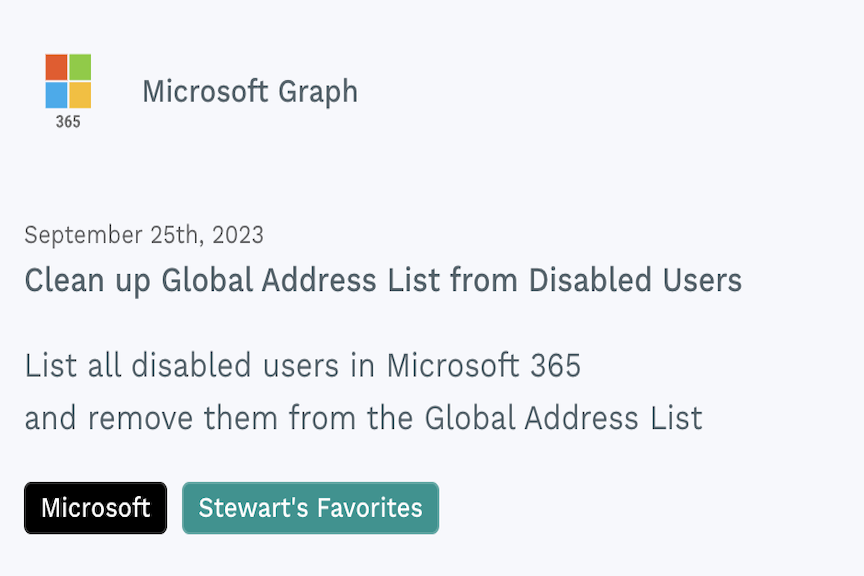 365
Microsoft Graph
September 25th, 2023
Clean up Global Address List from Disabled Users
List all disabled users in Microsoft 365
and remove them from the Global Address List
Microsoft
Stewart's Favorites